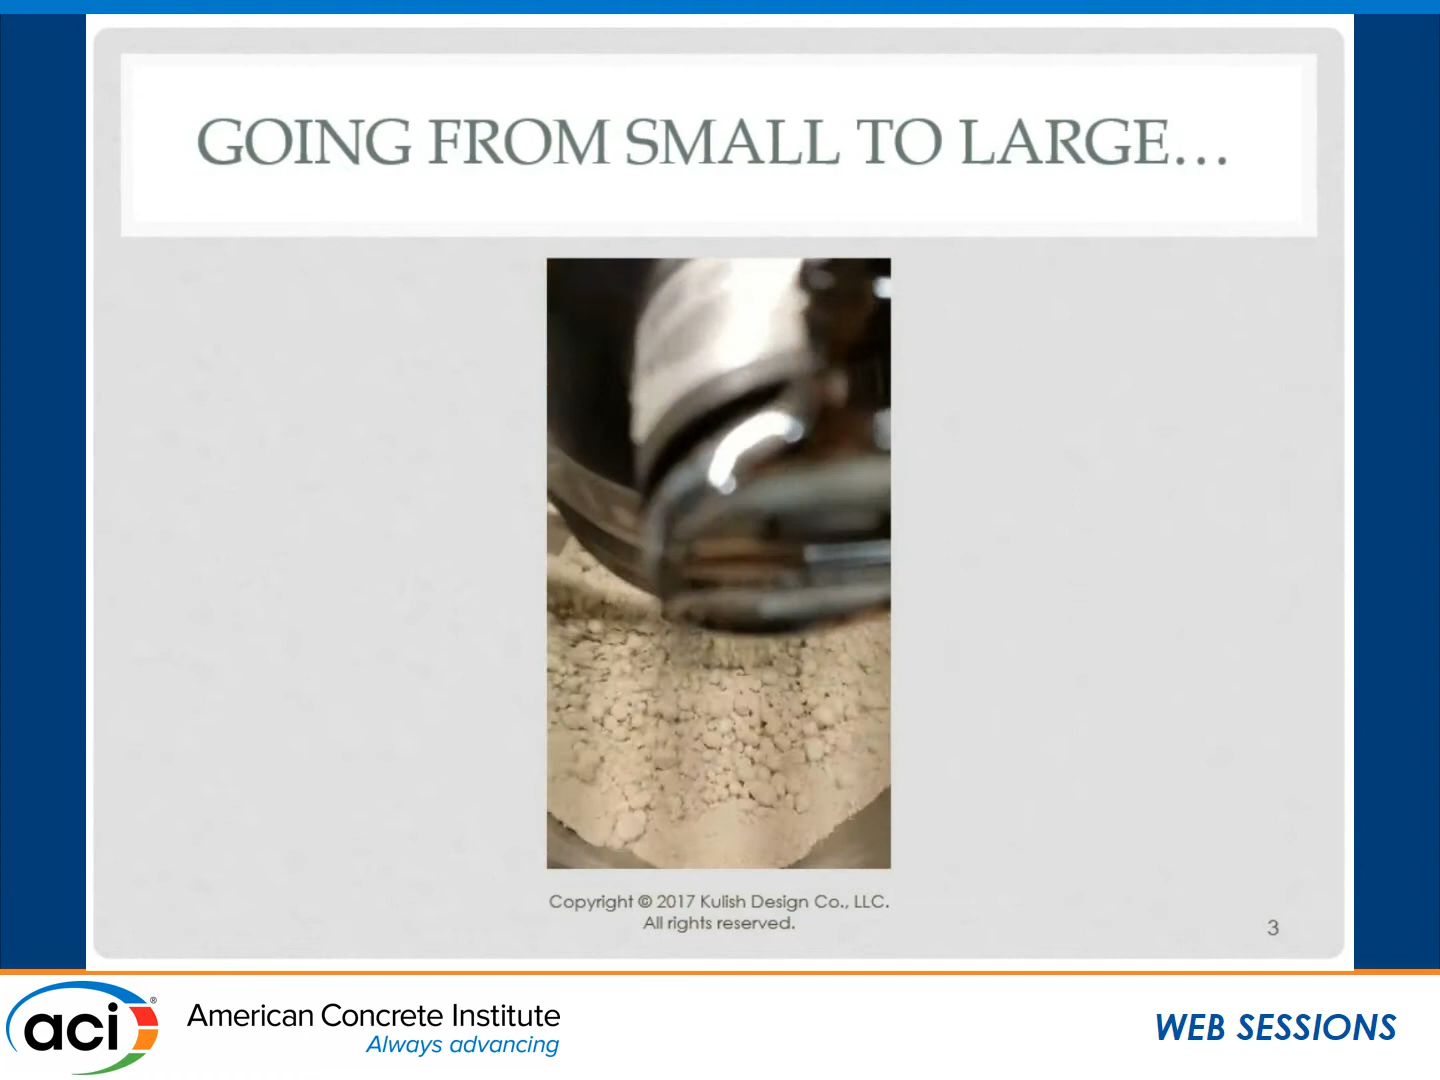 GOING FROM SMALL TO LARGE…
Copyright © 2017 Kulish Design Co., LLC.
All rights reserved.
3
aci®
American Concrete Institute
Always advancing
WEB SESSIONS